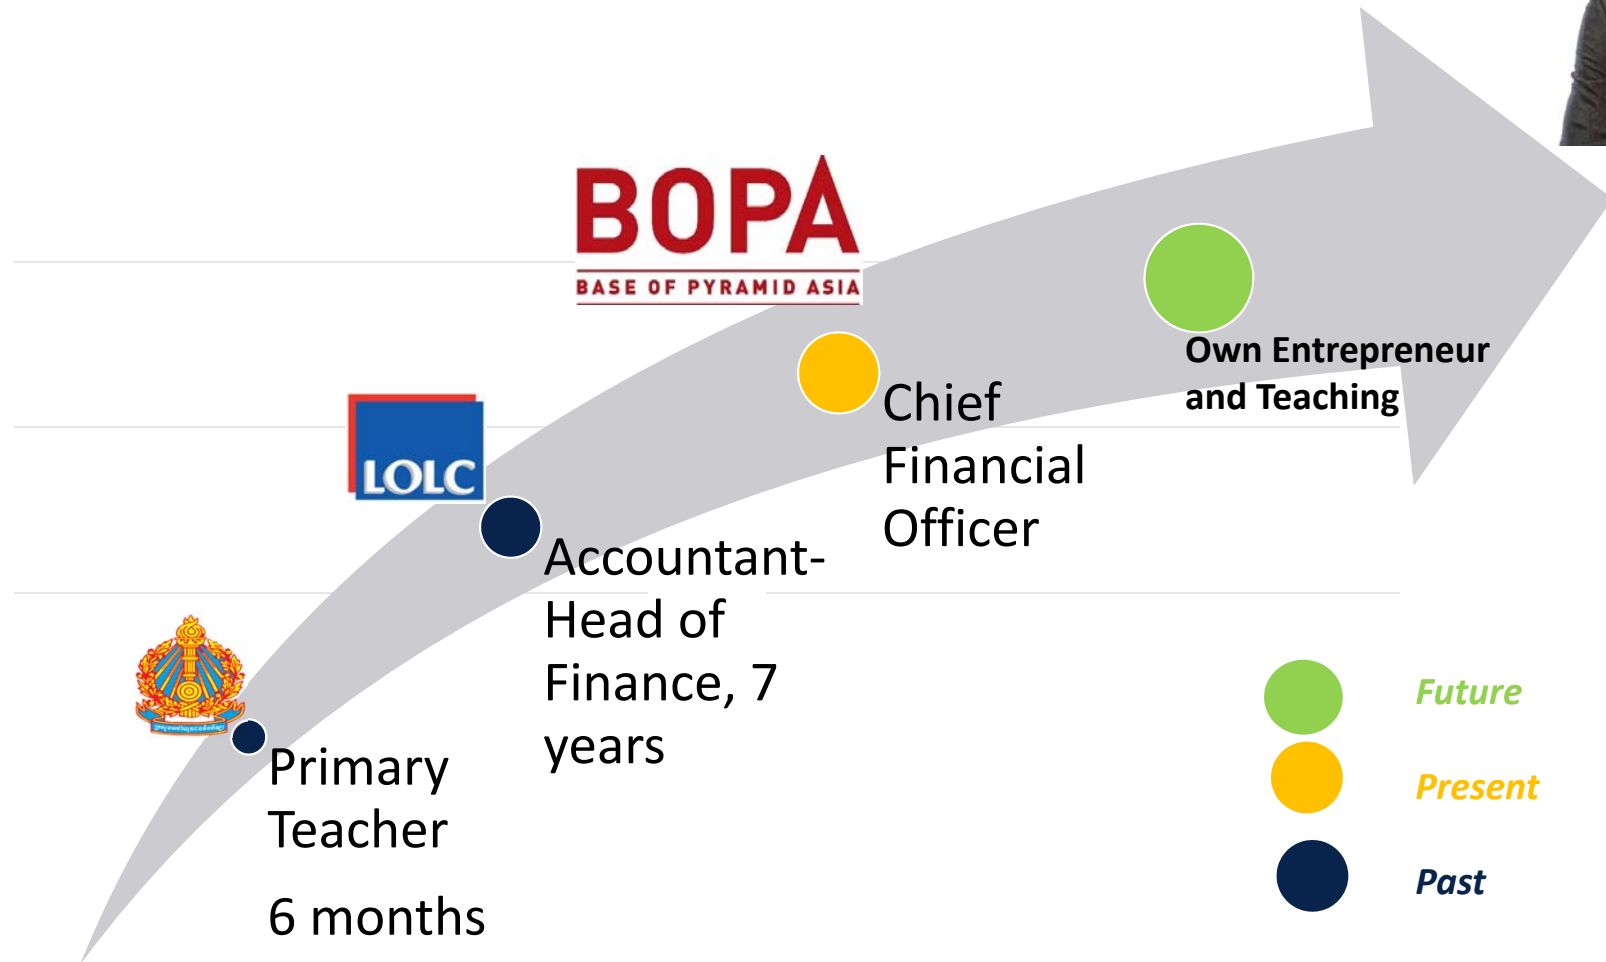 BOPA
BASE OF PYRAMID ASIA
Own Entrepreneur
and Teaching
LOLC
Chief
Financial
Officer
Accountant-
Head of
Finance, 7
years
Primary
Teacher
6 months
Future
Present
Past